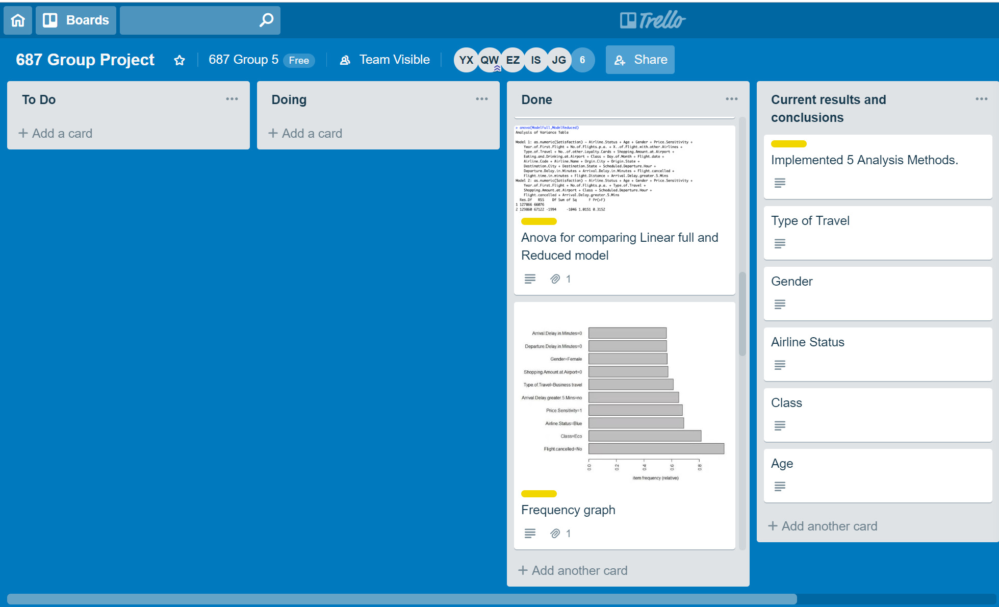 Boards
Trello
687 Group Project
687 Group 5 Free
Team Visible
YX QW EZ IS JG 6
Share
To Do
+ Add a card
Doing
+ Add a card
Done
> anova(ModelFull,ModelReduced)
Analysis of Variance Table
Model 1: as.numeric(Satisfaction) ~ Airline.Status + Age + Gender + Price.Sensitivity +
Year.of.First.Flight + No.of.Flights.p.a. + X..of.Flight.with.other.Airlines +
Type.of.Travel + No..of.other.Loyalty.Cards + Shopping.Amount.at.Airport +
Eating.and.Drinking.at.Airport + Class + Day.of.Month + Flight.date +
Airline.Code + Airline.Name + Orgin.City + Origin.State +
Destination.City + Destination.State + Scheduled.Departure.Hour +
Departure.Delay.in.Minutes + Arrival.Delay.in.Minutes + Flight.cancelled +
Flight.time.in.minutes + Flight.Distance + Arrival.Delay.greater.5.Mins
Model 2: as.numeric(Satisfaction) ~ Airline.Status + Age + Gender + Price.Sensitivity +
Year.of.First.Flight + No.of.Flights.p.a. + Type.of.Travel +
Shopping.Amount.at.Airport + Class + Scheduled.Departure.Hour +
Flight.cancelled + Arrival.Delay.greater.5.Mins
Res.Df RSS Df Sum of Sq F Pr(>F)
1 127866 66076
2 129860 67122 -1994 -1046 1.0151 0.3152
Anova for comparing Linear full and
Reduced model
1
Arrival.Delay.in.Minutes=0
Departure.Delay.in.Minutes=0
Gender=Female
Shopping.Amount.at.Airport=0
Type.of.Travel=Business travel
Arrival.Delay.greater.5.Mins=no
Price.Sensitivity=1
Airline.Status=Blue
Class=Eco
Flight.cancelled=No
0.0 0.2 0.4 0.6 0.8
item frequency (relative)
Frequency graph
1
+ Add another card
Current results and
conclusions
Implemented 5 Analysis Methods.
Type of Travel
Gender
Airline Status
Class
Age
+ Add another card